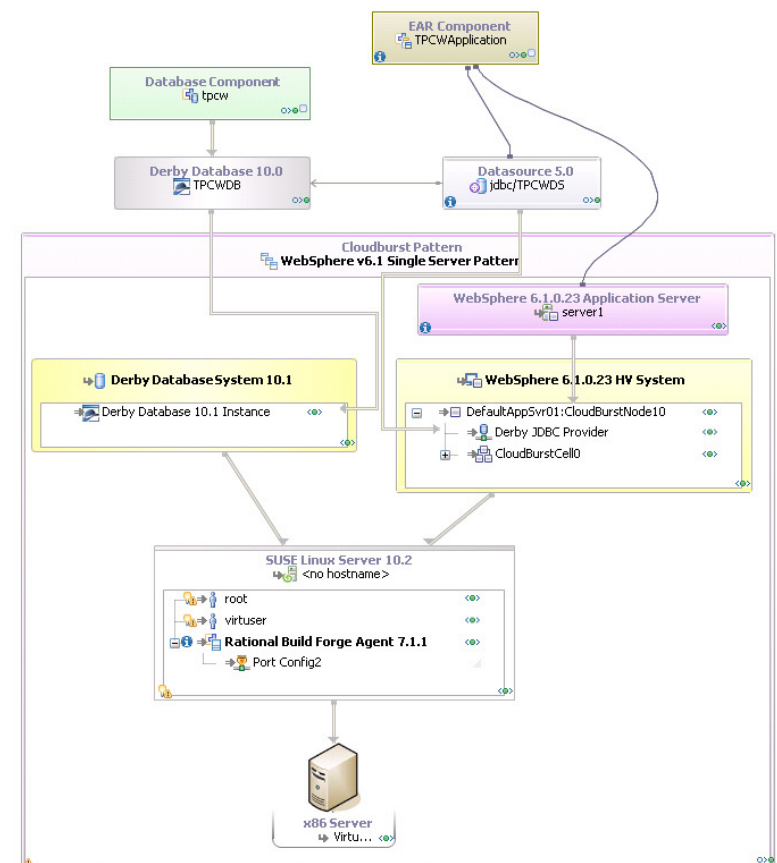 EAR Component
TPCWApplication
Database Component
tpcw
Derby Database 10.0
TPCWDB
Datasource 5.0
jdbc/TPCWDS
Cloudburst Pattern
WebSphere v6.1 Single Server Pattern
WebSphere 6.1.0.23 Application Server
server1
Derby Database System 10.1
Derby Database 10.1 Instance
WebSphere 6.1.0.23 HV System
DefaultAppSvr01:CloudBurstNode10
Derby JDBC Provider
CloudBurstCell0
SUSE Linux Server 10.2
<no hostname>
root
virtuser
Rational Build Forge Agent 7.1.1
Port Config2
x86 Server
Virtu...